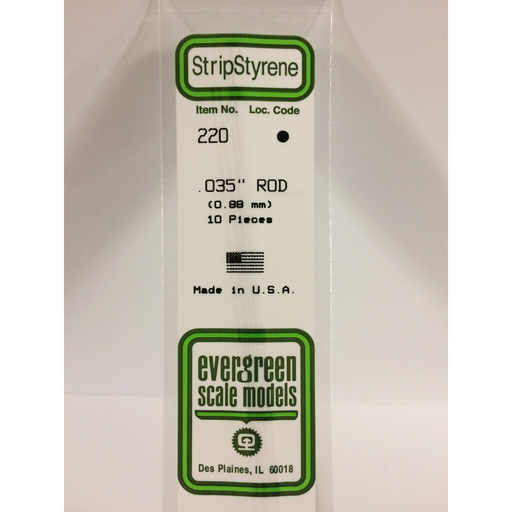 StripStyrene
Item No. Loc. Code
220
.035" ROD
(0.88 mm)
10 Pieces
Made in U.S.A.
evergreen
scale models
Des Plaines, IL 60018